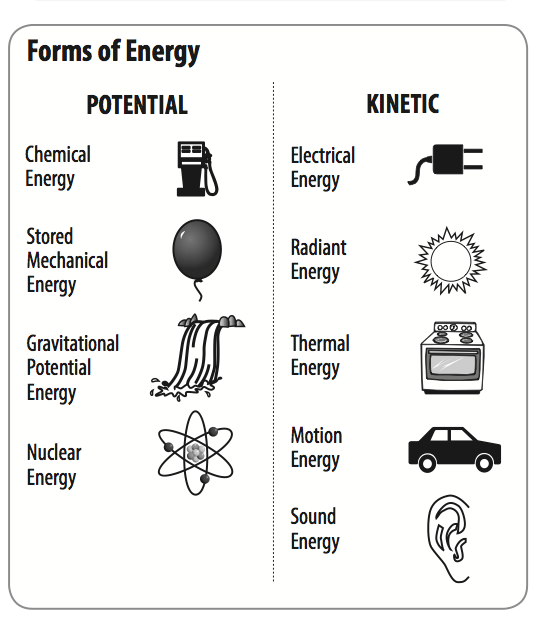 Forms of Energy
POTENTIAL
Chemical
Energy
Stored
Mechanical
Energy
Gravitational
Potential
Energy
Nuclear
Energy
KINETIC
Electrical
Energy
Radiant
Energy
Thermal
Energy
Motion
Energy
Sound
Energy